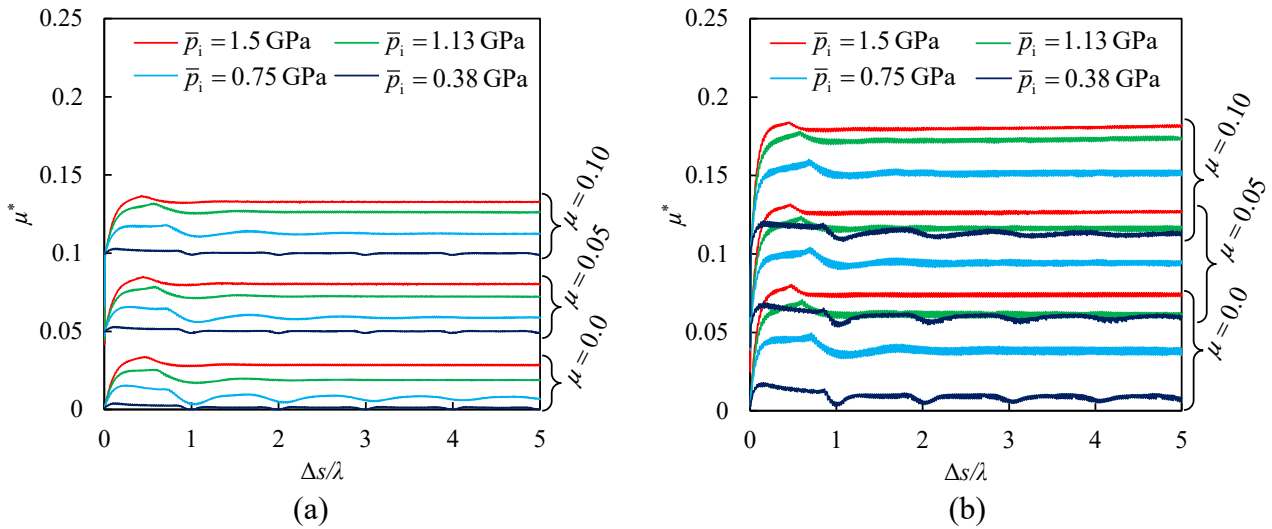 0.25
0.2
0.15
0.1
0.05
0
μ*
p̅i = 1.5 GPa
p̅i = 1.13 GPa
p̅i = 0.75 GPa
p̅i = 0.38 GPa
μ = 0.10
μ = 0.05
μ = 0.0
0 1 2 3 4 5
Δs/λ
(a)
0.25
0.2
0.15
0.1
0.05
0
μ*
p̅i = 1.5 GPa
p̅i = 1.13 GPa
p̅i = 0.75 GPa
p̅i = 0.38 GPa
μ = 0.10
μ = 0.05
μ = 0.0
0 1 2 3 4 5
Δs/λ
(b)